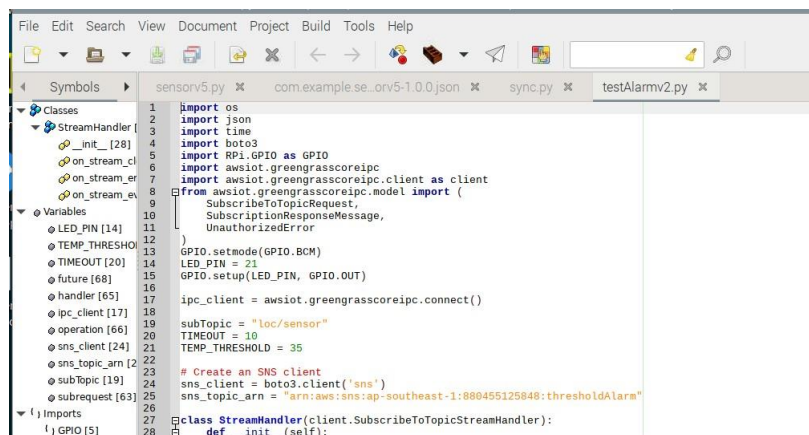 File Edit Search View Document Project Build Tools Help
Symbols sensorv5.py com.example.se...orv5-1.0.0.json sync.py testAlarmv2.py
Classes
StreamHandler [
__init__ [28]
on_stream_cl
on_stream_er
on_stream_ev
Variables
LED_PIN [14]
TEMP_THRESHO
TIMEOUT [20]
future [68]
handler [65]
ipc_client [17]
operation [66]
sns_client [24]
sns_topic_arn [2
subTopic [19]
subrequest [63]
Imports
GPIO [5]
1 import os
2 import json
3 import time
4 import boto3
5 import RPi.GPIO as GPIO
6 import awsiot.greengrasscoreipc
7 import awsiot.greengrasscoreipc.client as client
8 from awsiot.greengrasscoreipc.model import (
9 SubscribeToTopicRequest,
10 SubscriptionResponseMessage,
11 UnauthorizedError
12 )
13 GPIO.setmode(GPIO.BCM)
14 LED_PIN = 21
15 GPIO.setup(LED_PIN, GPIO.OUT)
16
17 ipc_client = awsiot.greengrasscoreipc.connect()
18
19 subTopic = "loc/sensor"
20 TIMEOUT = 10
21 TEMP_THRESHOLD = 35
22
23 # Create an SNS client
24 sns_client = boto3.client('sns')
25 sns_topic_arn = "arn:aws:sns:ap-southeast-1:880455125848:thresholdAlarm"
26
27 class StreamHandler(client.SubscribeToTopicStreamHandler):
28 def __init__(self):